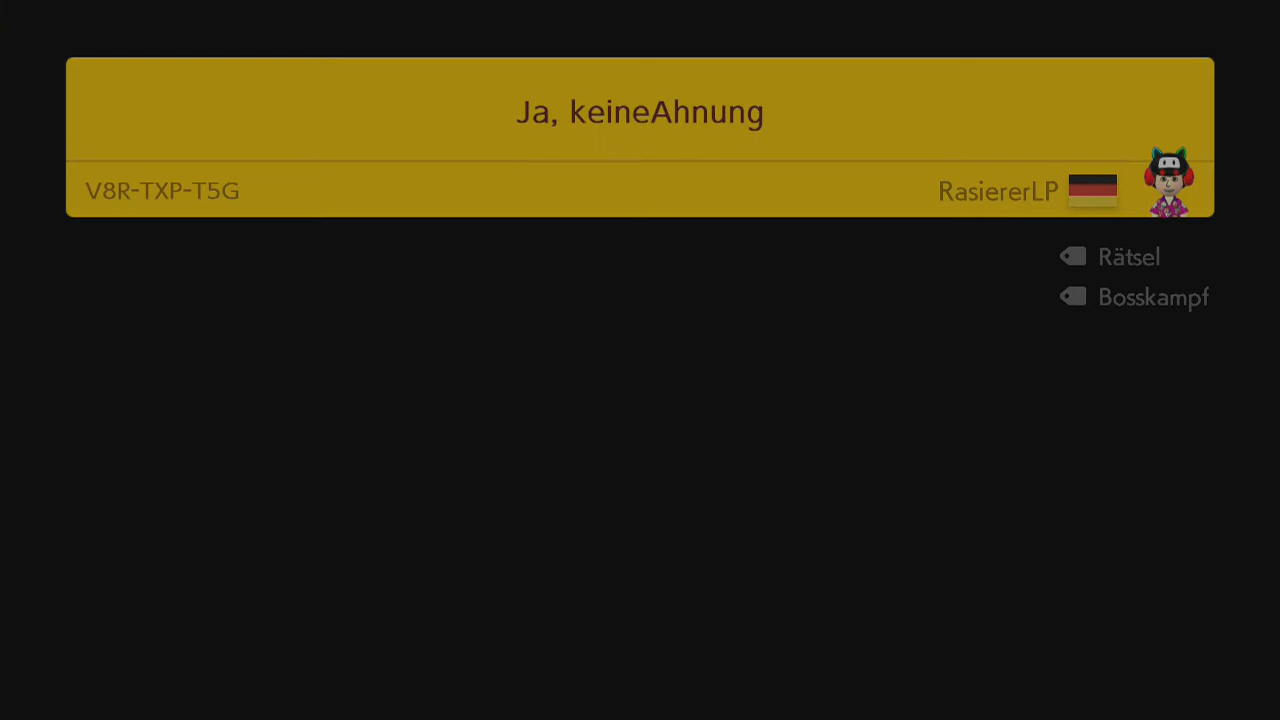 Ja, keineAhnung
V8R-TXP-T5G
RasiererLP
Rätsel
Bosskampf